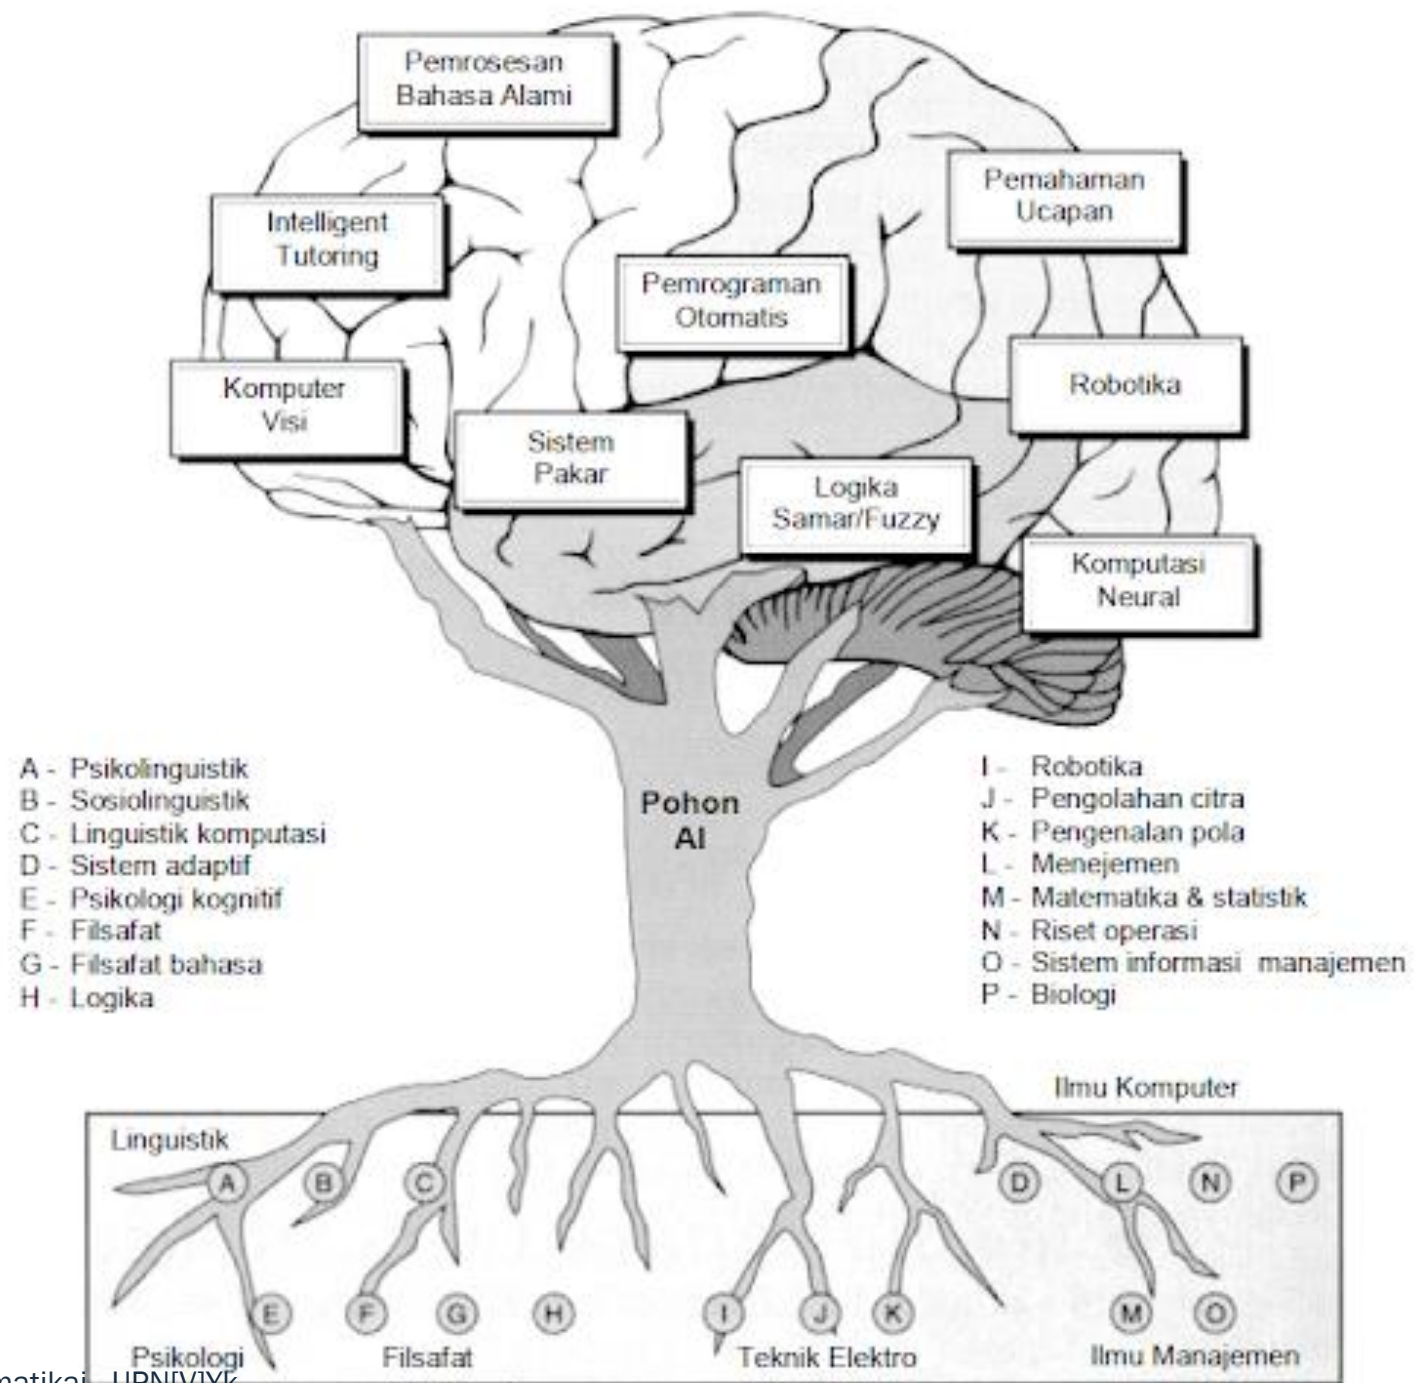 Pemrosesan
Bahasa Alami
Pemahaman
Ucapan
Intelligent
Tutoring
Pemrograman
Otomatis
Komputer
Visi
Robotika
Sistem
Pakar
Logika
Samar/Fuzzy
Komputasi
Neural
Pohon
AI
A - Psikolinguistik
B - Sosiolinguistik
C - Linguistik komputasi
D - Sistem adaptif
E - Psikologi kognitif
F - Filsafat
G - Filsafat bahasa
H - Logika
I - Robotika
J - Pengolahan citra
K - Pengenalan pola
L - Menejemen
M - Matematika & statistik
N - Riset operasi
O - Sistem informasi manajemen
P - Biologi
Ilmu Komputer
Linguistik
A B C D L N P
E F G H I J K M O
Psikologi
Filsafat
Teknik Elektro
Ilmu Manajemen